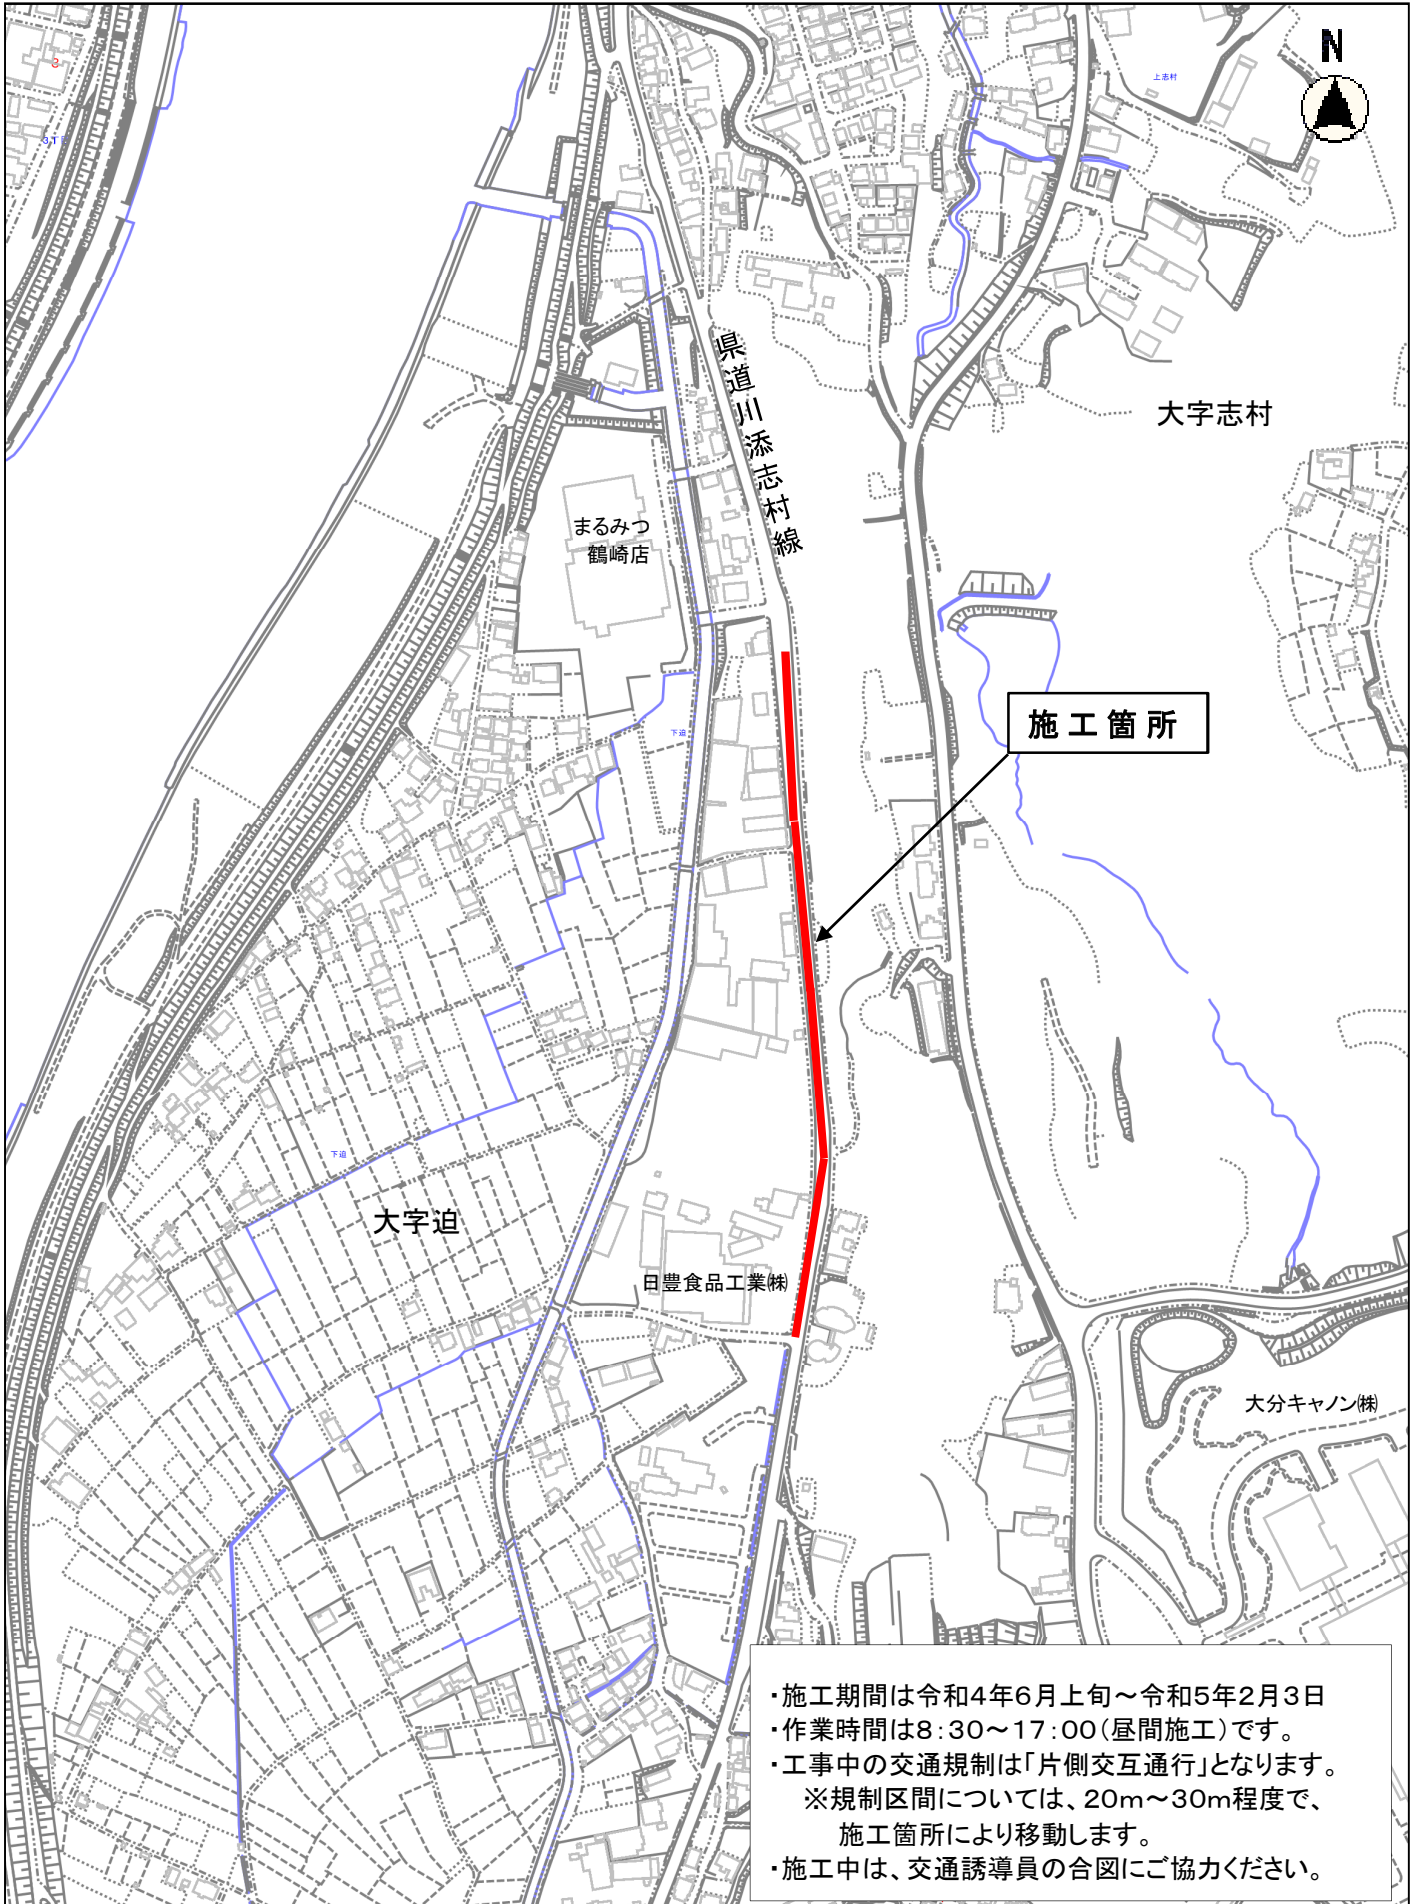 N
3
上志村
県道川添志村線
大字志村
まるみつ
鶴崎店
施工箇所
下迫
下迫
大字迫
日豊食品工業㈱
大分キャノン㈱
・施工期間は令和4年6月上旬～令和5年2月3日
・作業時間は8:30～17:00(昼間施工)です。
・工事中の交通規制は「片側交互通行」となります。
※規制区間については、20m～30m程度で、
施工箇所により移動します。
・施工中は、交通誘導員の合図にご協力ください。